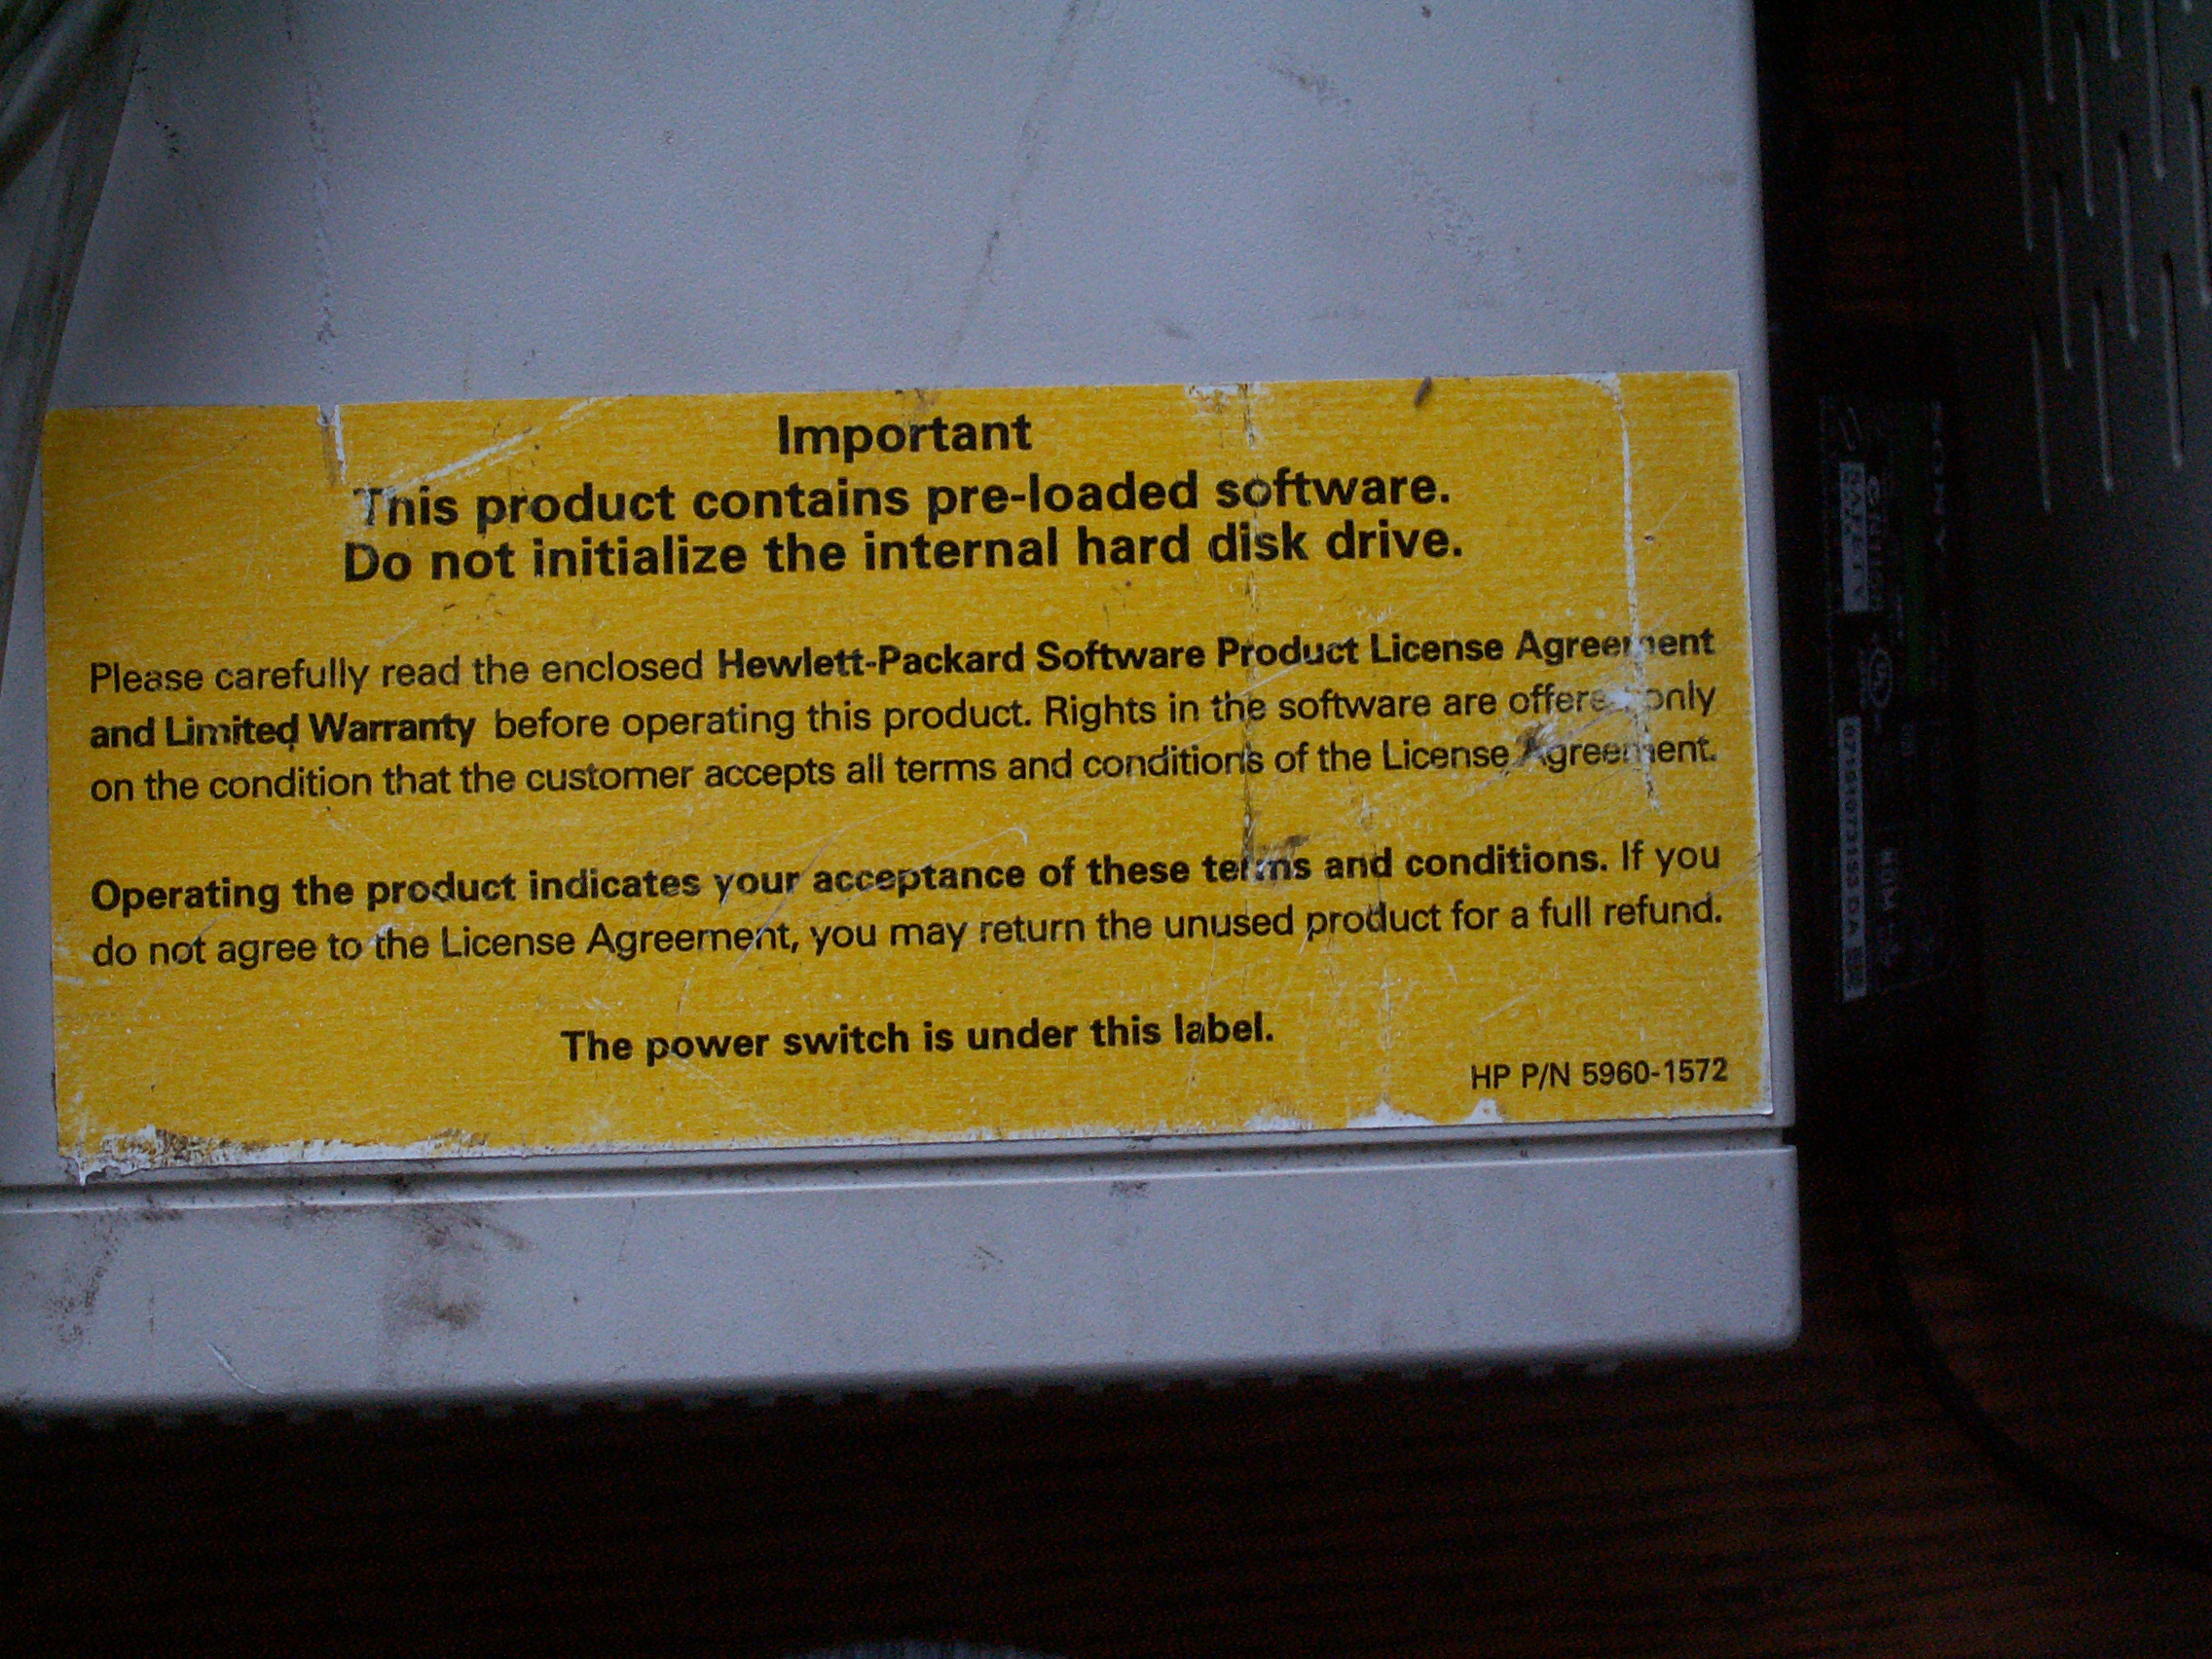 Important
This product contains pre-loaded software.
Do not initialize the internal hard disk drive.
Please carefully read the enclosed Hewlett-Packard Software Product License Agreement
and Limited Warranty before operating this product. Rights in the software are offered only
on the condition that the customer accepts all terms and conditions of the License Agreement.
Operating the product indicates your acceptance of these terms and conditions. If you
do not agree to the License Agreement, you may return the unused product for a full refund.
The power switch is under this label.
HP P/N 5960-1572
SONY